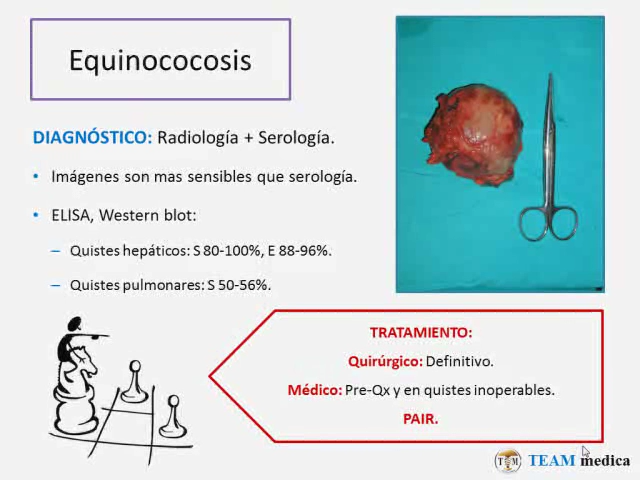 Equinococosis
DIAGNÓSTICO: Radiología + Serología.
• Imágenes son mas sensibles que serología.
• ELISA, Western blot:
– Quistes hepáticos: S 80-100%, E 88-96%.
– Quistes pulmonares: S 50-56%.
TRATAMIENTO:
Quirúrgico: Definitivo.
Médico: Pre-Qx y en quistes inoperables.
PAIR.
TM TEAM medica